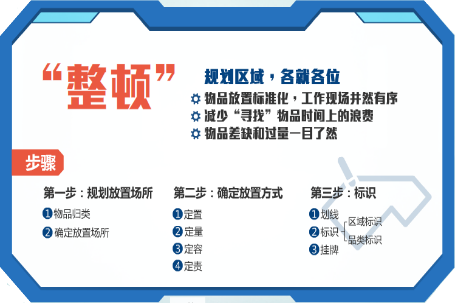 “整顿”
规划区域，各就各位
物品放置标准化，工作现场井然有序
减少“寻找”物品时间上的浪费
物品差缺和过量一目了然
步骤
第一步：规划放置场所
1 物品归类
2 确定放置场所
第二步：确定放置方式
1 定置
2 定量
3 定容
4 定责
第三步：标识
1 划线
2 标识
区域标识
品类标识
3 挂牌